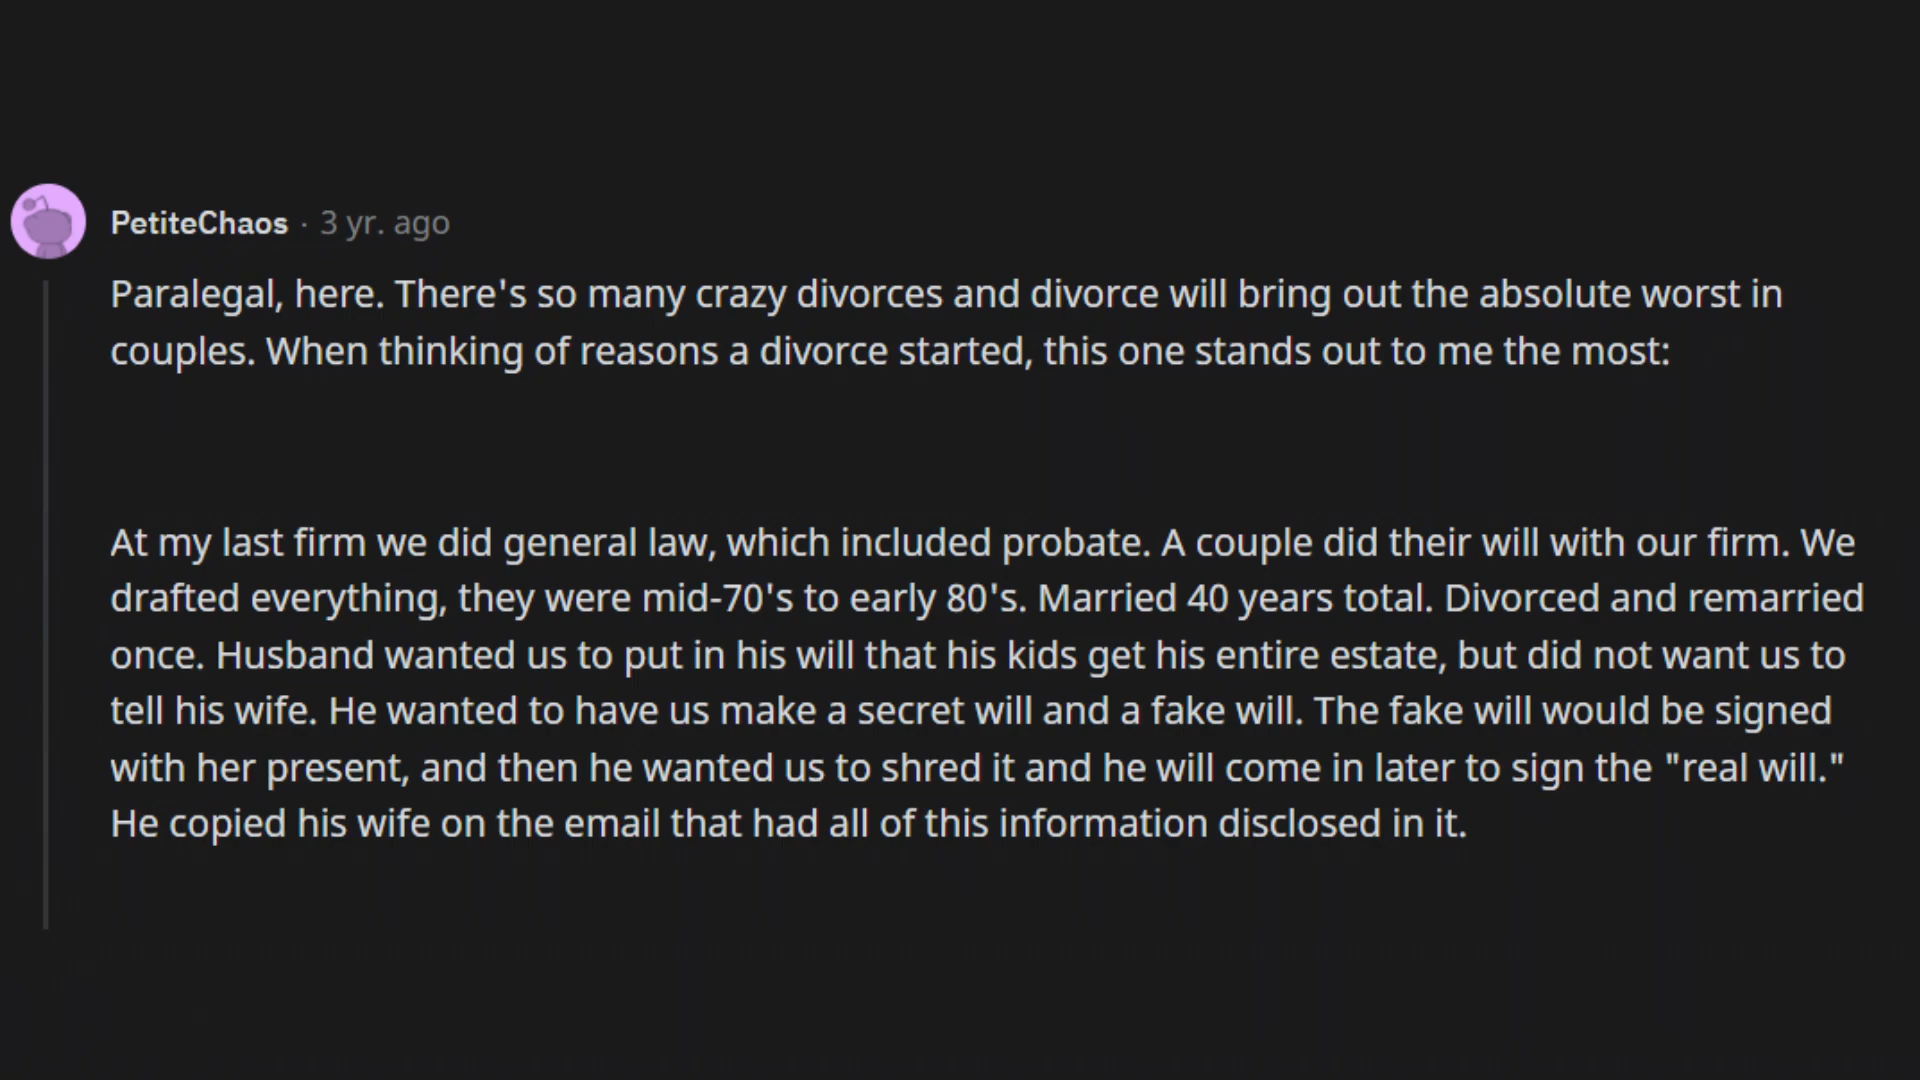 PetiteChaos · 3 yr. ago
Paralegal, here. There's so many crazy divorces and divorce will bring out the absolute worst in
couples. When thinking of reasons a divorce started, this one stands out to me the most:
At my last firm we did general law, which included probate. A couple did their will with our firm. We
drafted everything, they were mid-70's to early 80's. Married 40 years total. Divorced and remarried
once. Husband wanted us to put in his will that his kids get his entire estate, but did not want us to
tell his wife. He wanted to have us make a secret will and a fake will. The fake will would be signed
with her present, and then he wanted us to shred it and he will come in later to sign the "real will."
He copied his wife on the email that had all of this information disclosed in it.